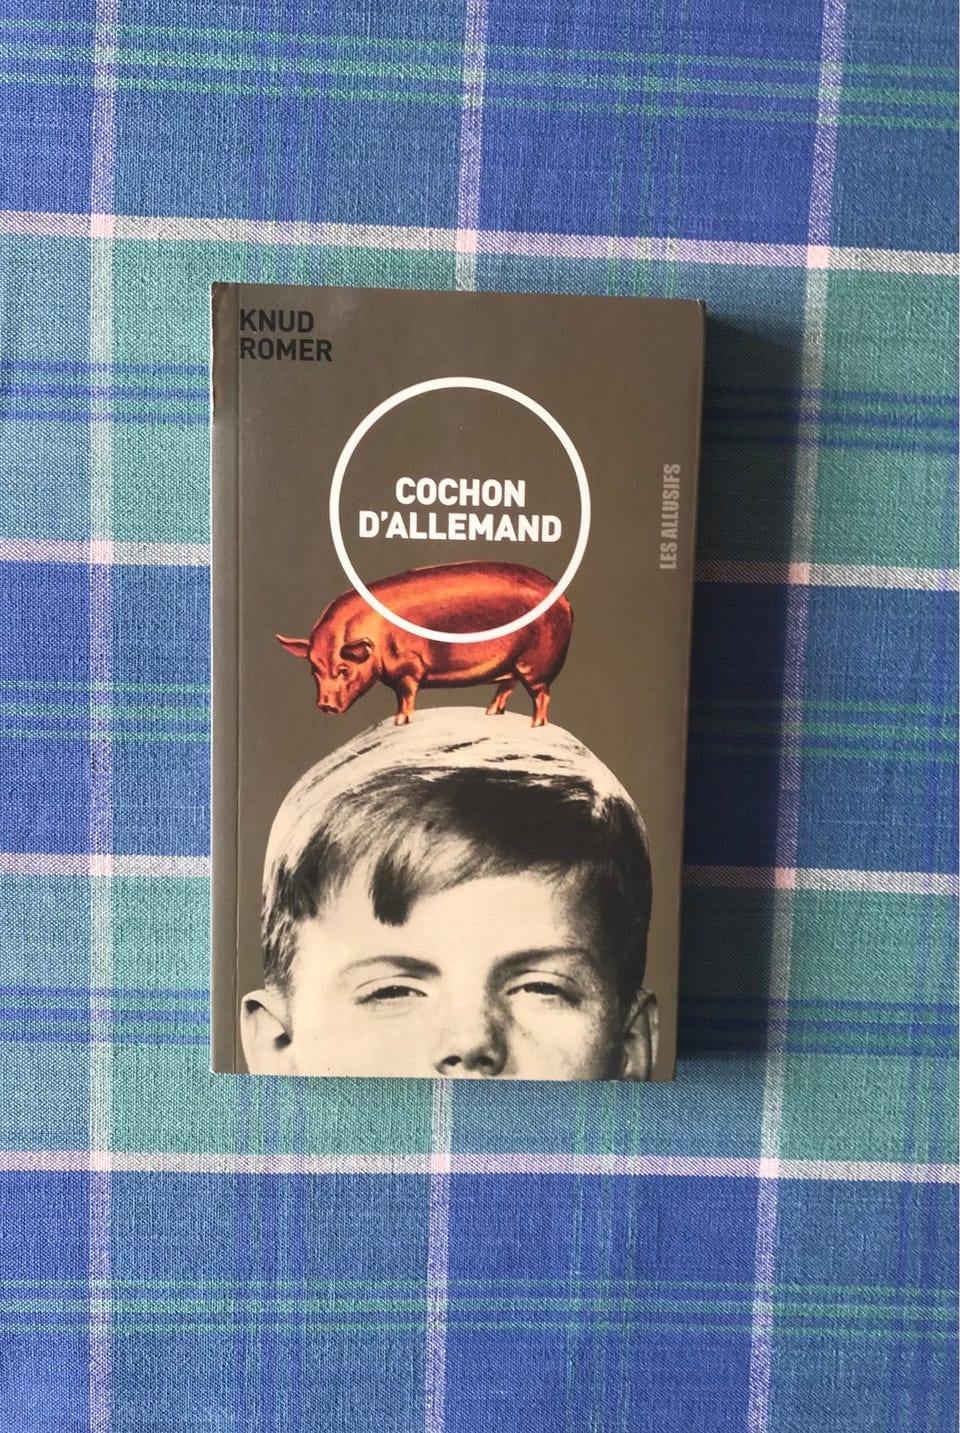 KNUD
ROMER
COCHON
D'ALLEMAND
LES ALLUSIFS